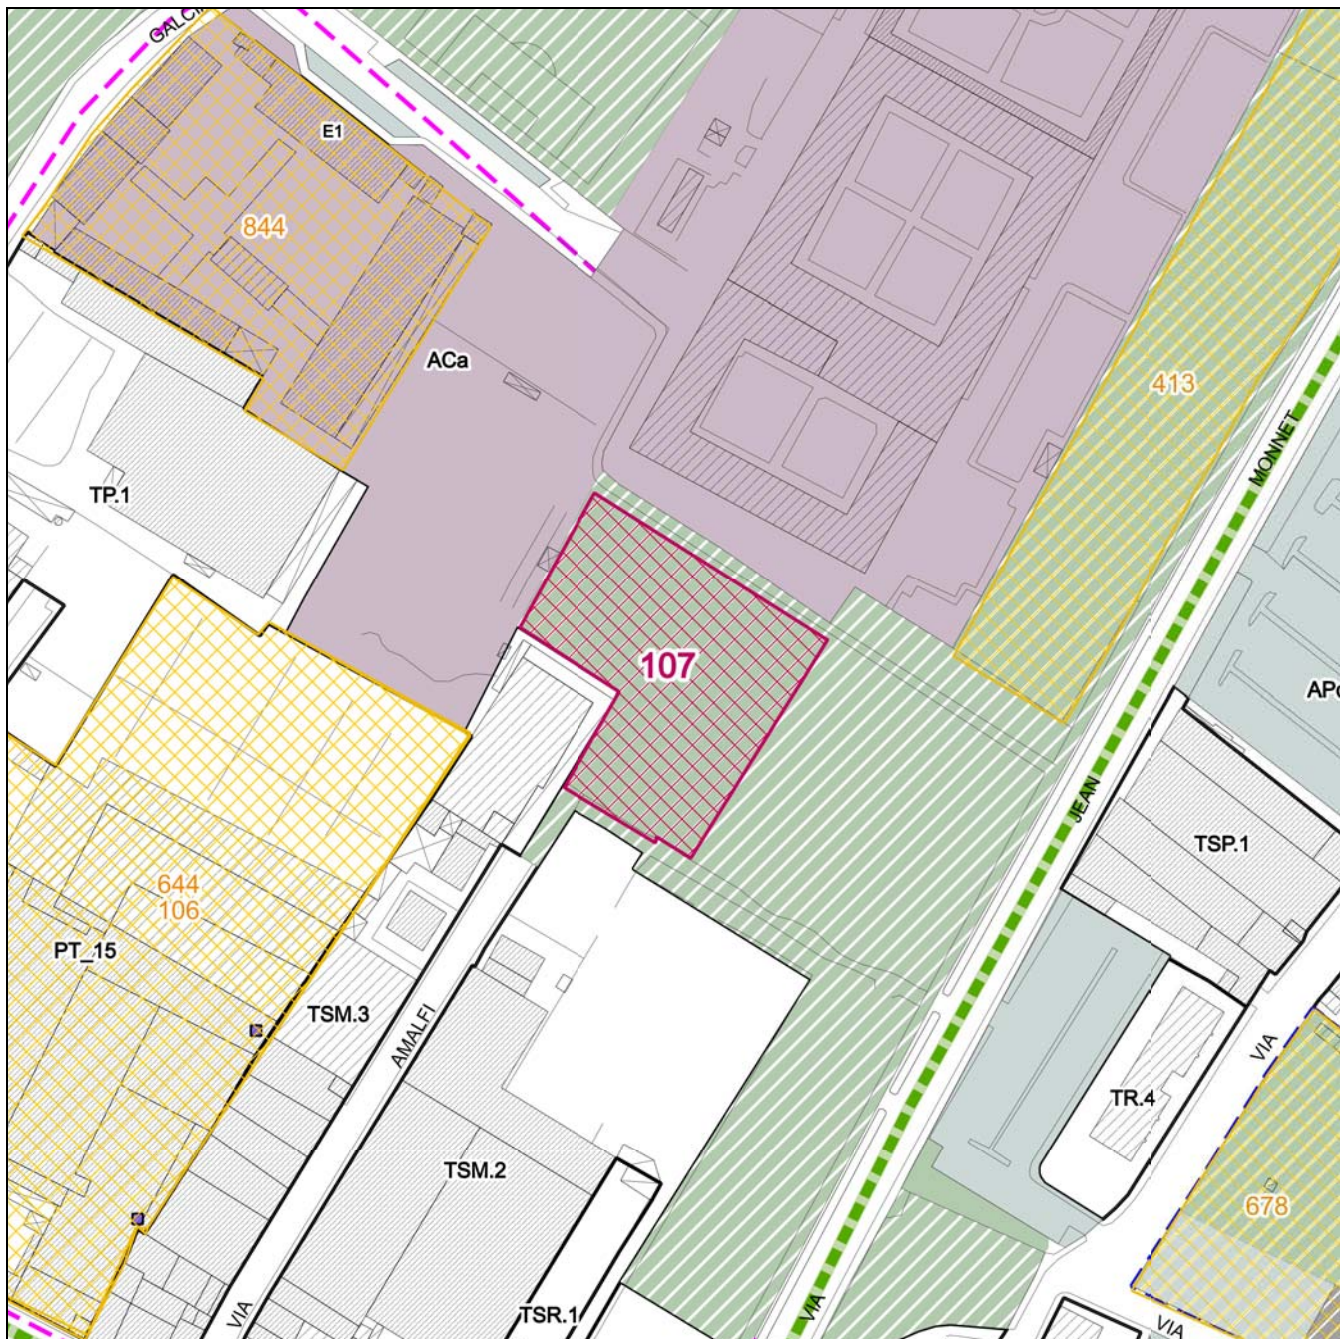 E1
844
ACa
413
MONNET
TP.1
107
JEAN
TSP.1
644
106
PT_15
TSM.3
AMALFI
VIA
TR.4
TSM.2
678
TSR.1
VIA
VIA
VIA